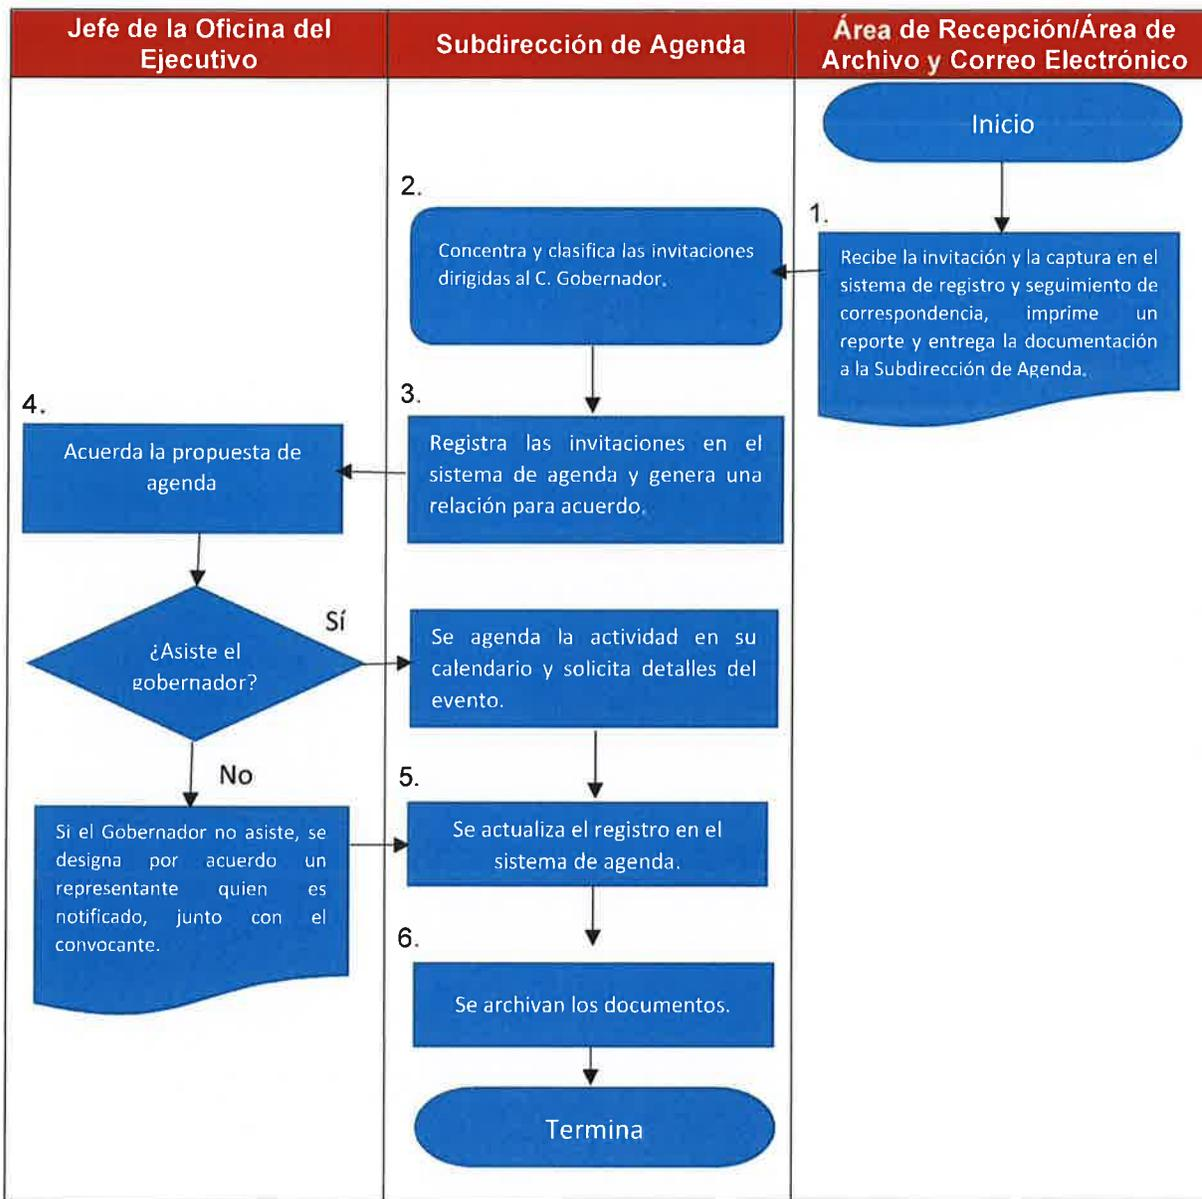 Jefe de la Oficina del
Ejecutivo
Subdirección de Agenda
Área de Recepción/Área de
Archivo y Correo Electrónico
Inicio
1.
Recibe la invitación y la captura en el
sistema de registro y seguimiento de
correspondencia, imprime un
reporte y entrega la documentación
a la Subdirección de Agenda.
2.
Concentra y clasifica las invitaciones
dirigidas al C. Gobernador.
3.
Registra las invitaciones en el
sistema de agenda y genera una
relación para acuerdo.
4.
Acuerda la propuesta de
agenda
¿Asiste el
gobernador?
Sí
Se agenda la actividad en su
calendario y solicita detalles del
evento.
No
Si el Gobernador no asiste, se
designa por acuerdo un
representante quien es
notificado, junto con el
convocante.
5.
Se actualiza el registro en el
sistema de agenda.
6.
Se archivan los documentos.
Termina